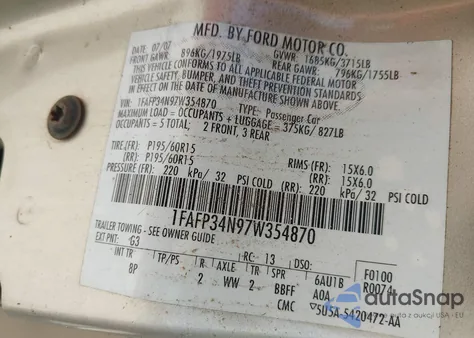 MFD. BY FORD MOTOR CO.
07/07 GVWR: 1685KG/3715LB
FRONT GAWR: 896KG/1975LB REAR GAWR: 796KG/1755LB
THIS VEHICLE CONFORMS TO ALL APPLICABLE FEDERAL MOTOR
VEHICLE SAFETY, BUMPER, AND THEFT PREVENTION STANDARDS
IN EFFECT ON THE DATE OF MANUFACTURE SHOWN ABOVE.
VIN: 1FAFP34N97W354870 TYPE: Passenger Car
MAXIMUM LOAD = OCCUPANTS + LUGGAGE = 375KG/ 827LB
OCCUPANTS = 5 TOTAL; 2 FRONT, 3 REAR
TIRE:(FR) P195/60R15 RIMS (FR): 15X6.0
(RR) P195/60R15 (RR): 15X6.0
PRESSURE:(FR) 220 kPa/ 32 PSI COLD (RR) 220 kPa/ 32 PSI COLD
1FAFP34N97W354870
TRAILER TOWING - SEE OWNER GUIDE
EXT PNT: G3 RC: 13 DSO: F0100
INT TR TP/PS R AXLE TR SPR 6AU1B R0074
8P 2 WW 2 BBFF A0A
CMC
5U5A-5420472-AA
autoSnap